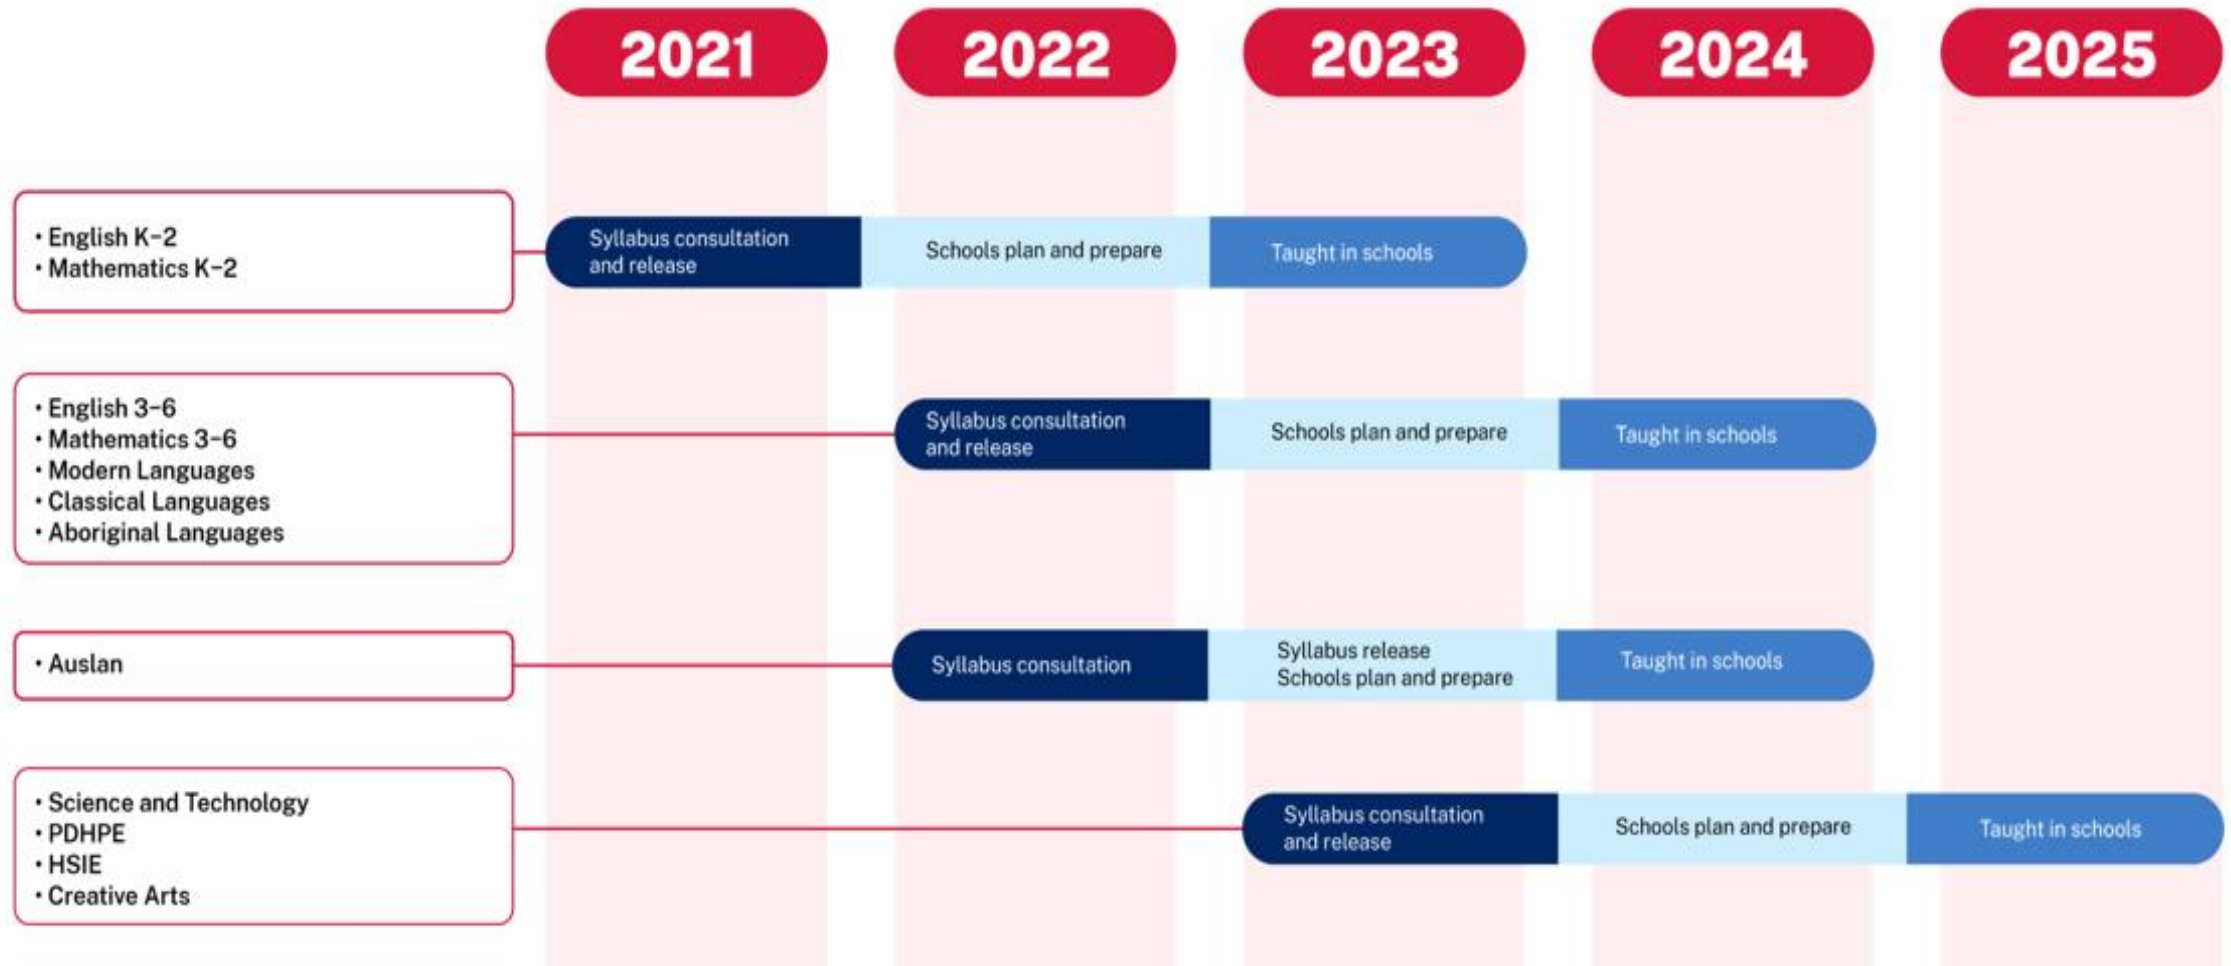 2021
2022
2023
2024
2025
• English K–2
• Mathematics K–2
Syllabus consultation
and release
Schools plan and prepare
Taught in schools
• English 3–6
• Mathematics 3–6
• Modern Languages
• Classical Languages
• Aboriginal Languages
Syllabus consultation
and release
Schools plan and prepare
Taught in schools
• Auslan
Syllabus consultation
Syllabus release
Schools plan and prepare
Taught in schools
• Science and Technology
• PDHPE
• HSIE
• Creative Arts
Syllabus consultation
and release
Schools plan and prepare
Taught in schools